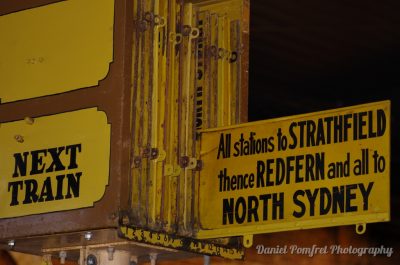 NEXT
TRAIN
All stations to STRATHFIELD
thence REDFERN and all to
NORTH SYDNEY
Daniel Pomfret Photography